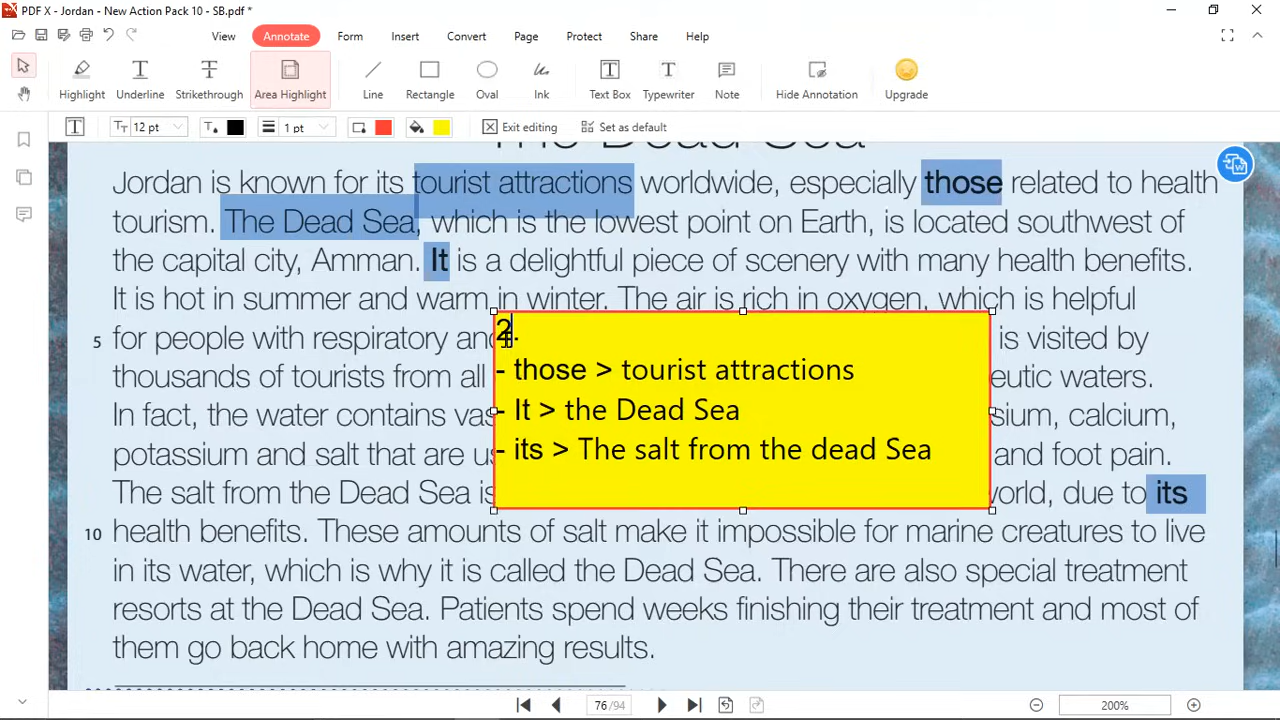 PDF X - Jordan - New Action Pack 10 - SB.pdf *
View Annotate Form Insert Convert Page Protect Share Help
Highlight Underline Strikethrough Area Highlight Line Rectangle Oval Ink Text Box Typewriter Note Hide Annotation Upgrade
12 pt 1 pt Exit editing Set as default
The Dead Sea
Jordan is known for its tourist attractions worldwide, especially those related to health
tourism. The Dead Sea, which is the lowest point on Earth, is located southwest of
the capital city, Amman. It is a delightful piece of scenery with many health benefits.
It is hot in summer and warm in winter. The air is rich in oxygen, which is helpful
5 for people with respiratory and is visited by
thousands of tourists from all eutic waters.
In fact, the water contains vas sium, calcium,
potassium and salt that are us and foot pain.
The salt from the Dead Sea is orld, due to its
10 health benefits. These amounts of salt make it impossible for marine creatures to live
in its water, which is why it is called the Dead Sea. There are also special treatment
resorts at the Dead Sea. Patients spend weeks finishing their treatment and most of
them go back home with amazing results.
2.
- those > tourist attractions
- It > the Dead Sea
- its > The salt from the dead Sea
76 /94
200%